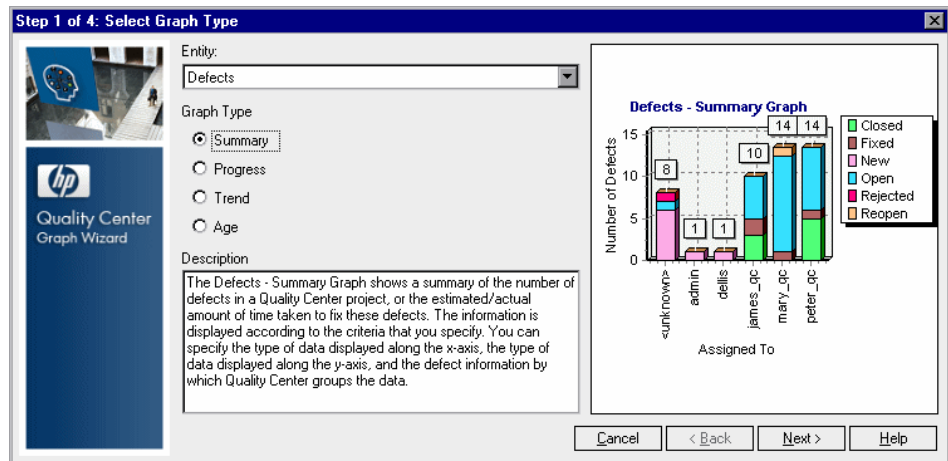 Step 1 of 4: Select Graph Type
hp
Quality Center
Graph Wizard
Entity:
Defects
Graph Type
Summary
Progress
Trend
Age
Description
The Defects - Summary Graph shows a summary of the number of
defects in a Quality Center project, or the estimated/actual
amount of time taken to fix these defects. The information is
displayed according to the criteria that you specify. You can
specify the type of data displayed along the x-axis, the type of
data displayed along the y-axis, and the defect information by
which Quality Center groups the data.
Defects - Summary Graph
Number of Defects
15
10
5
0
8
1
1
10
14
14
<unknown>
admin
dellis
james_qc
mary_qc
peter_qc
Assigned To
Closed
Fixed
New
Open
Rejected
Reopen
Cancel
< Back
Next >
Help